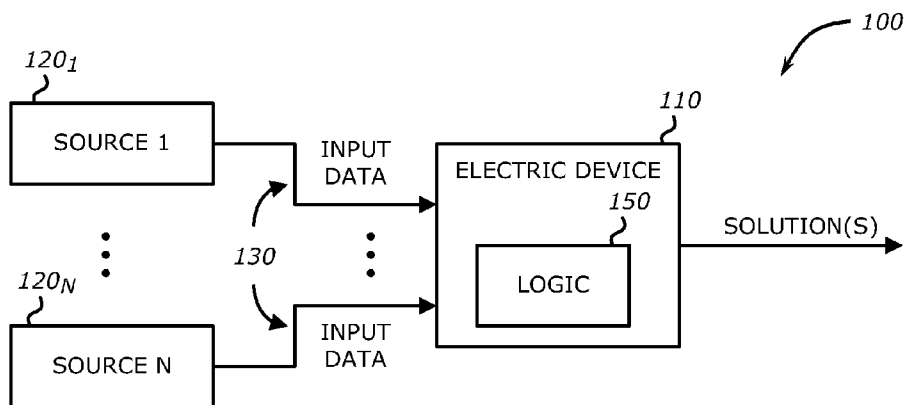 100
120₁
SOURCE 1
110
INPUT
DATA
ELECTRIC DEVICE
150
LOGIC
SOLUTION(S)
130
120N
SOURCE N
INPUT
DATA